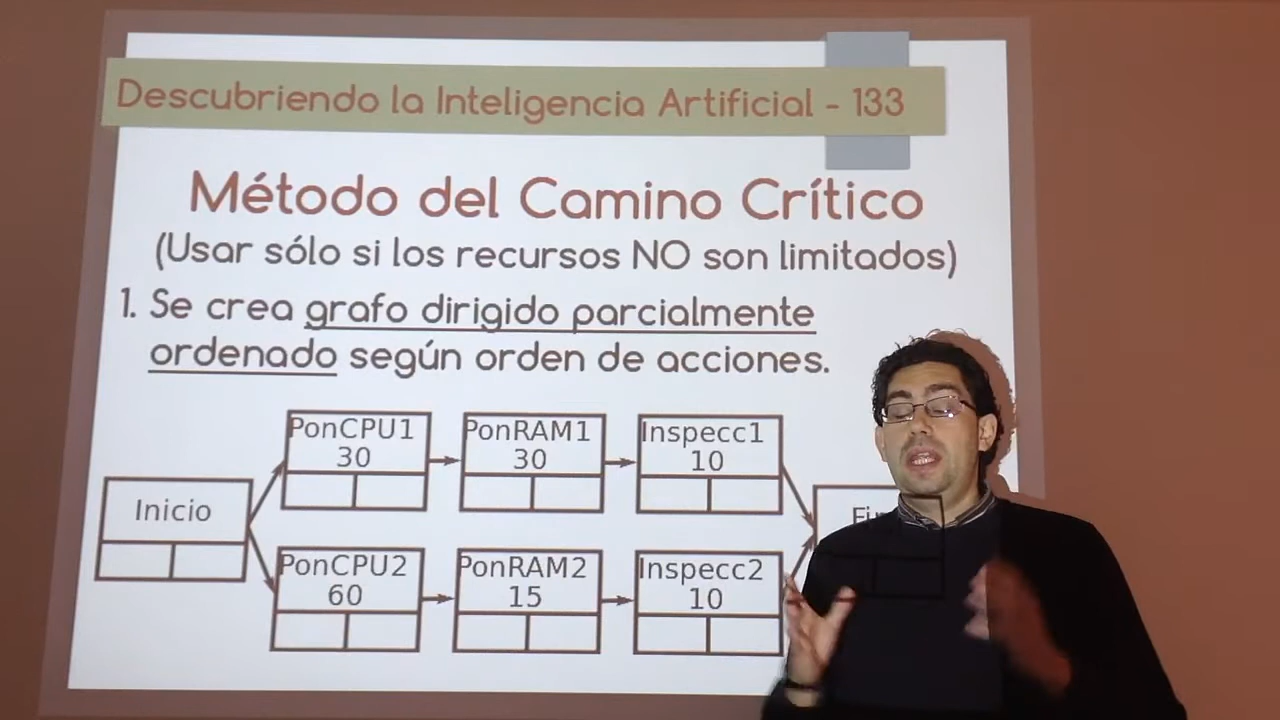 Descubriendo la Inteligencia Artificial - 133
Método del Camino Crítico
(Usar sólo si los recursos NO son limitados)
1. Se crea grafo dirigido parcialmente
ordenado según orden de acciones.
PonCPU1
30
PonRAM1
30
Inspecc1
10
Inicio
PonCPU2
60
PonRAM2
15
Inspecc2
10